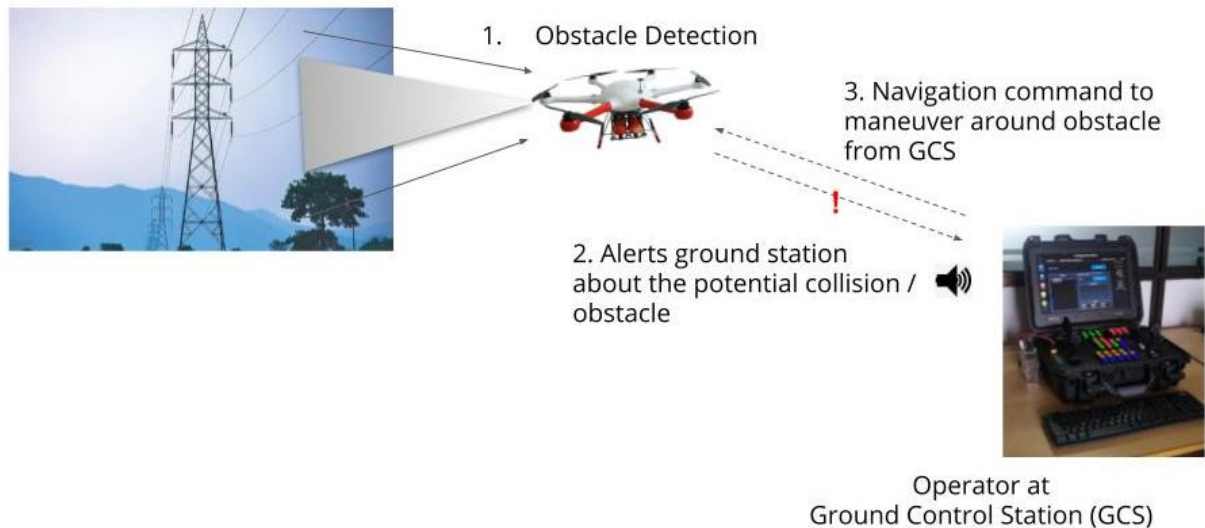 1. Obstacle Detection
3. Navigation command to
maneuver around obstacle
from GCS
!
2. Alerts ground station
about the potential collision /
obstacle
Operator at
Ground Control Station (GCS)